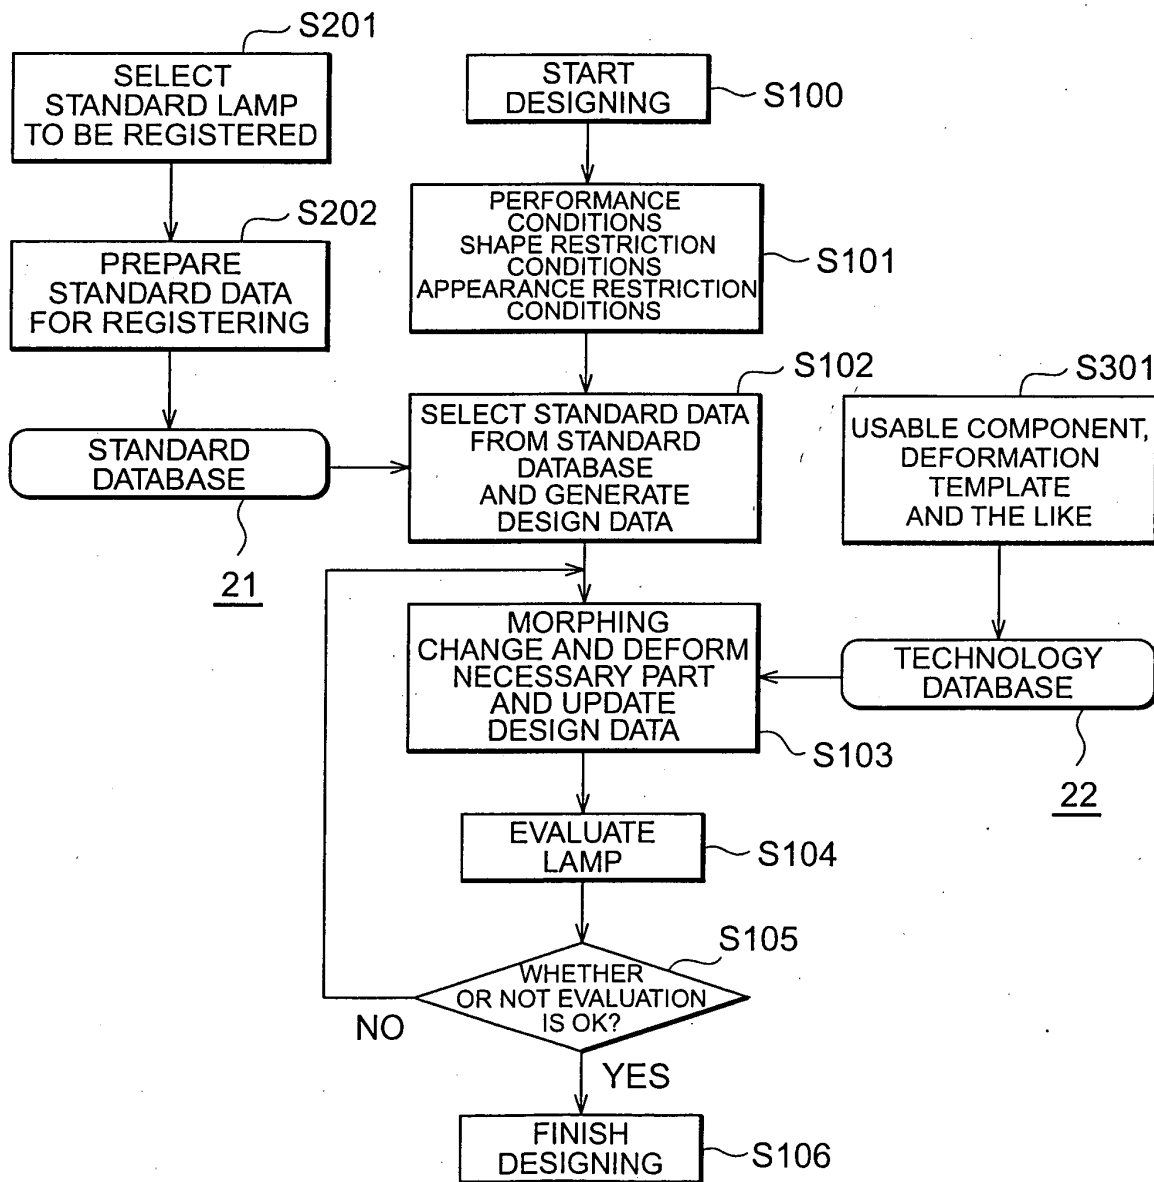 S201
SELECT
STANDARD LAMP
TO BE REGISTERED
S202
PREPARE
STANDARD DATA
FOR REGISTERING
STANDARD
DATABASE
21
START
DESIGNING
S100
PERFORMANCE
CONDITIONS
SHAPE RESTRICTION
CONDITIONS
APPEARANCE RESTRICTION
CONDITIONS
S101
S102
SELECT STANDARD DATA
FROM STANDARD
DATABASE
AND GENERATE
DESIGN DATA
S301
USABLE COMPONENT,
DEFORMATION
TEMPLATE
AND THE LIKE
TECHNOLOGY
DATABASE
22
MORPHING
CHANGE AND DEFORM
NECESSARY PART
AND UPDATE
DESIGN DATA
S103
EVALUATE
LAMP
S104
S105
WHETHER
OR NOT EVALUATION
IS OK?
NO
YES
FINISH
DESIGNING
S106